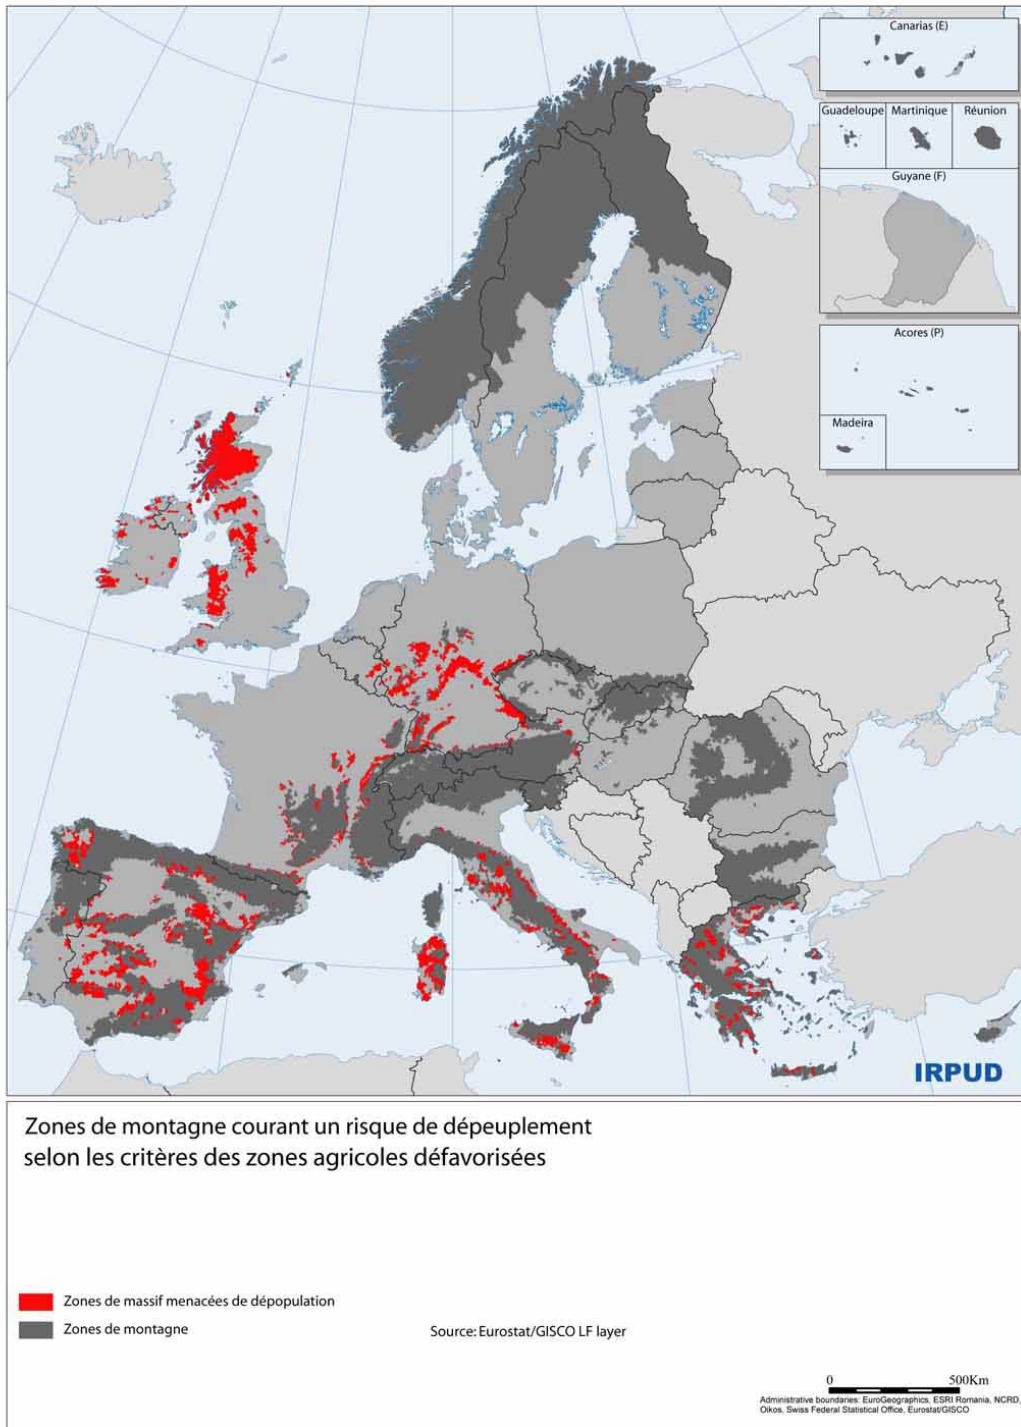 Canarias (E)
Guadeloupe
Martinique
Réunion
Guyane (F)
Acores (P)
Madeira
IRPUD
Zones de montagne courant un risque de dépeuplement
selon les critères des zones agricoles défavorisées
Zones de massif menacées de dépopulation
Zones de montagne
Source: Eurostat/GISCO LF layer
0 500Km
Administrative boundaries: EuroGeographics, ESRI Romania, NCRD,
Oikos, Swiss Federal Statistical Office, Eurostat/GISCO